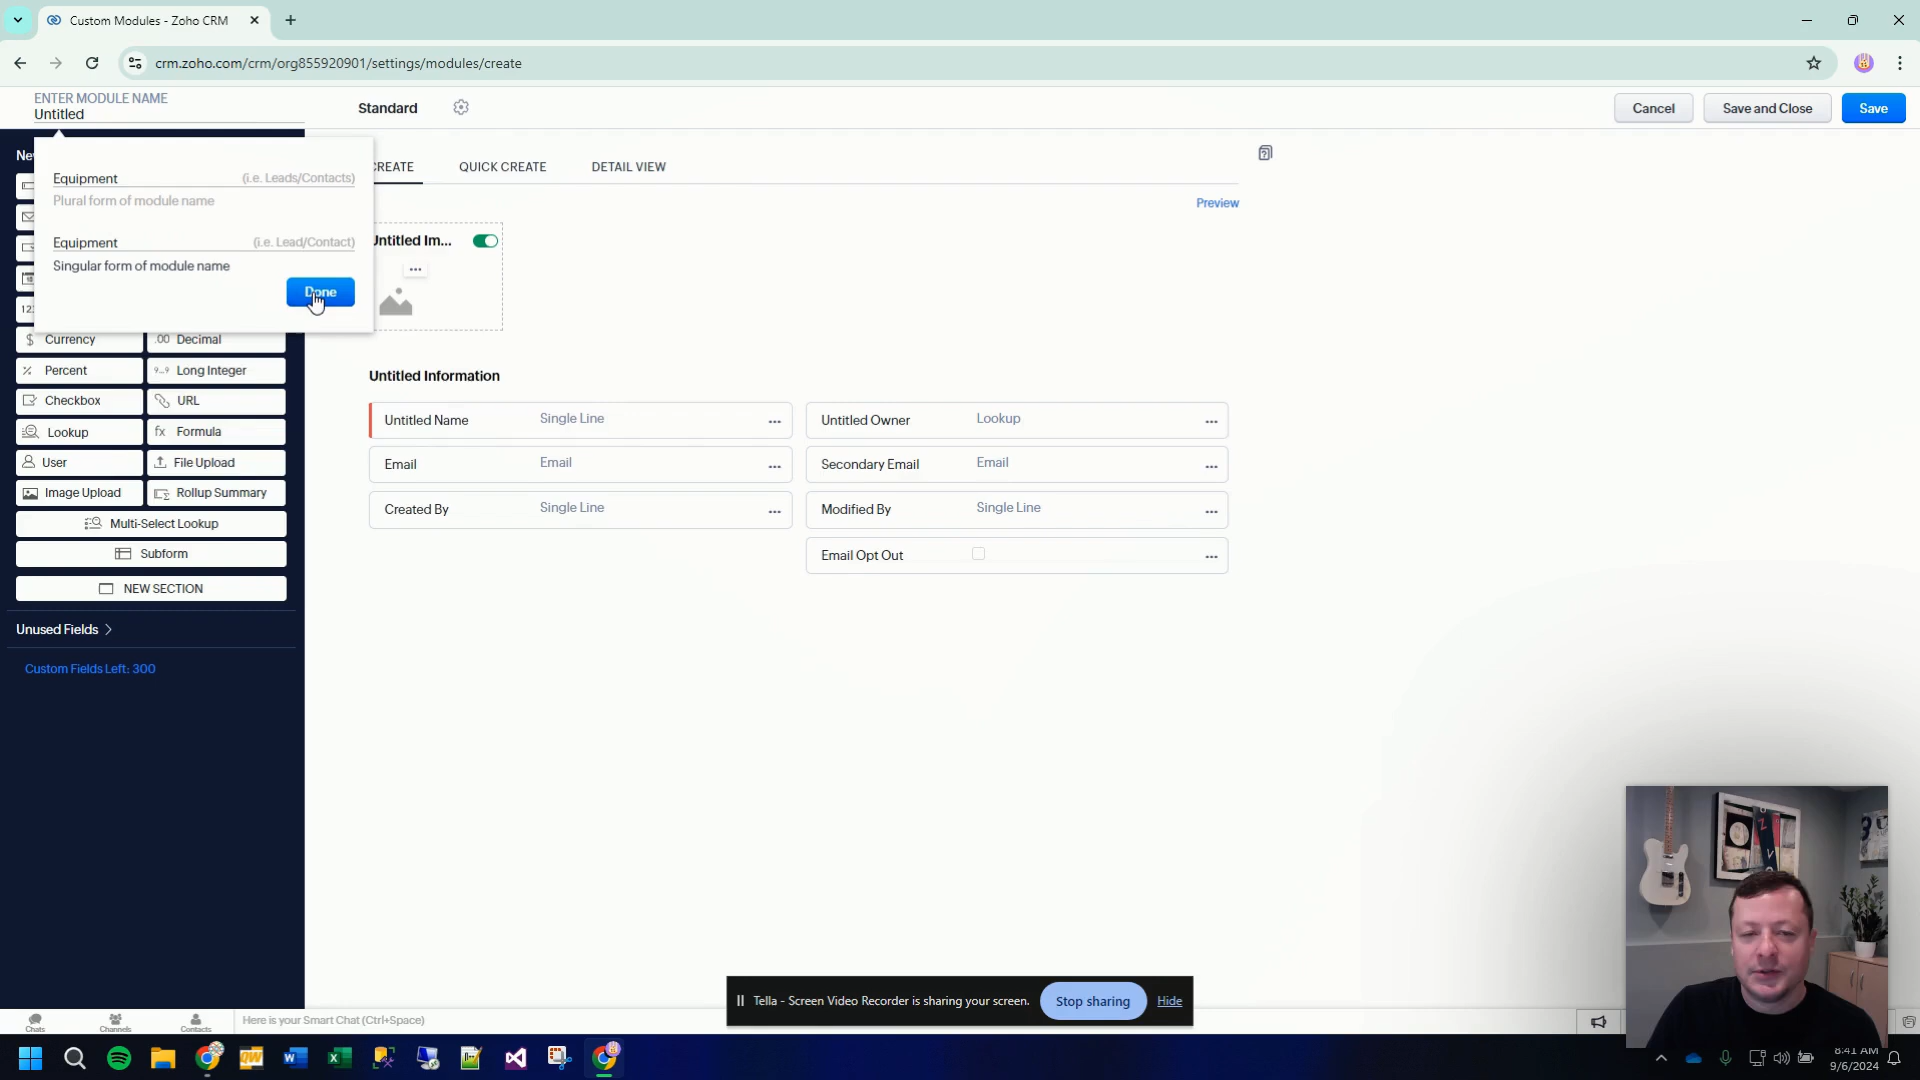 Custom Modules - Zoho CRM
crm.zoho.com/crm/org855920901/settings/modules/create
ENTER MODULE NAME
Untitled
Standard
Cancel
Save and Close
Save
Equipment (i.e. Leads/Contacts)
Plural form of module name
Equipment (i.e. Lead/Contact)
Singular form of module name
Done
CREATE
QUICK CREATE
DETAIL VIEW
Preview
Untitled Im...
$ Currency
.00 Decimal
% Percent
Long Integer
Checkbox
URL
Lookup
fx Formula
User
File Upload
Image Upload
Rollup Summary
Multi-Select Lookup
Subform
NEW SECTION
Unused Fields
Custom Fields Left: 300
Untitled Information
Untitled Name Single Line
Untitled Owner Lookup
Email Email
Secondary Email Email
Created By Single Line
Modified By Single Line
Email Opt Out
Tella - Screen Video Recorder is sharing your screen.
Stop sharing
Hide
Chats
Channels
Contacts
Here is your Smart Chat (Ctrl+Space)
8:41 AM
9/6/2024